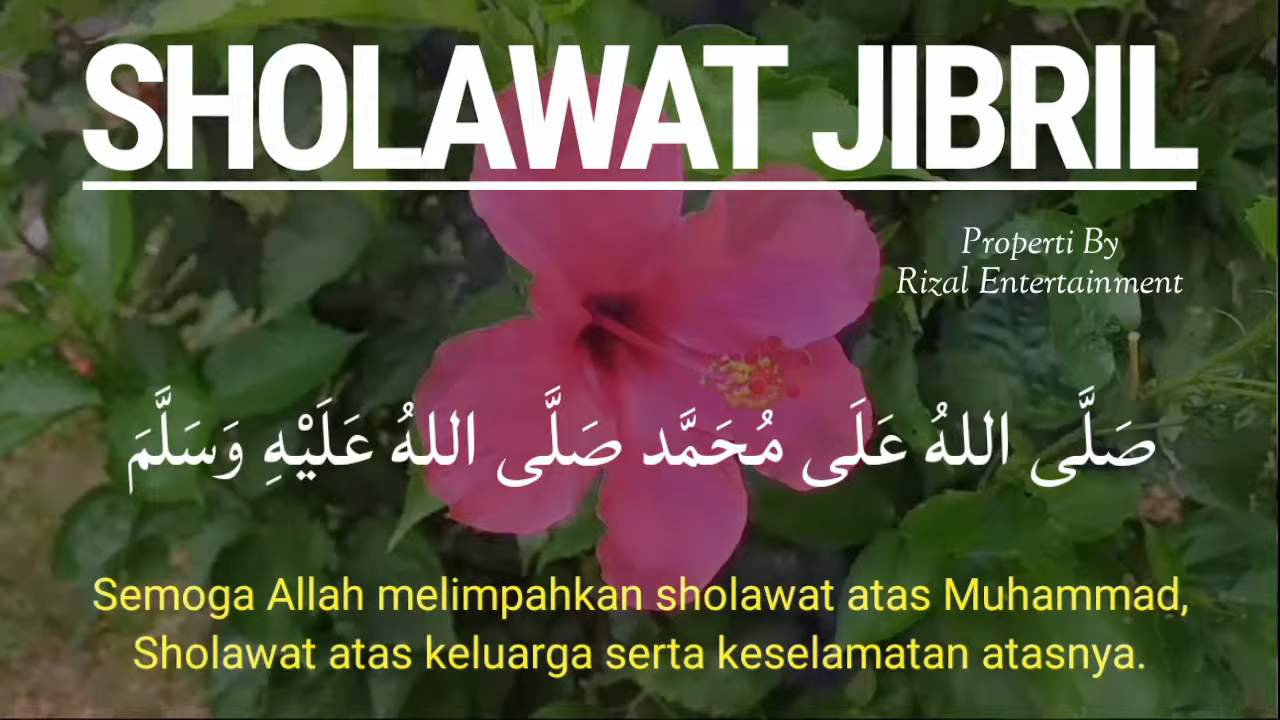 SHOLAWAT JIBRIL
Properti By
Rizal Entertainment
صَلَّى اللهُ عَلَى مُحَمَّد صَلَّى اللهُ عَلَيْهِ وَسَلَّمَ
Semoga Allah melimpahkan sholawat atas Muhammad,
Sholawat atas keluarga serta keselamatan atasnya.